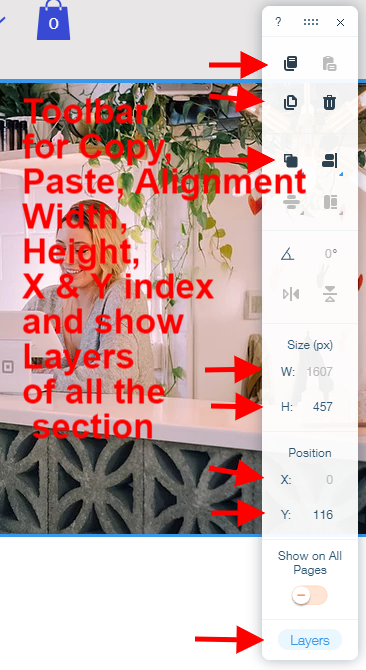 0
?
Toolbar
for Copy,
Paste, Alignment
Width,
Height,
X & Y index
and show
Layers
of all the
section
0°
Size (px)
W: 1607
H: 457
Position
X: 0
Y: 116
Show on All
Pages
Layers